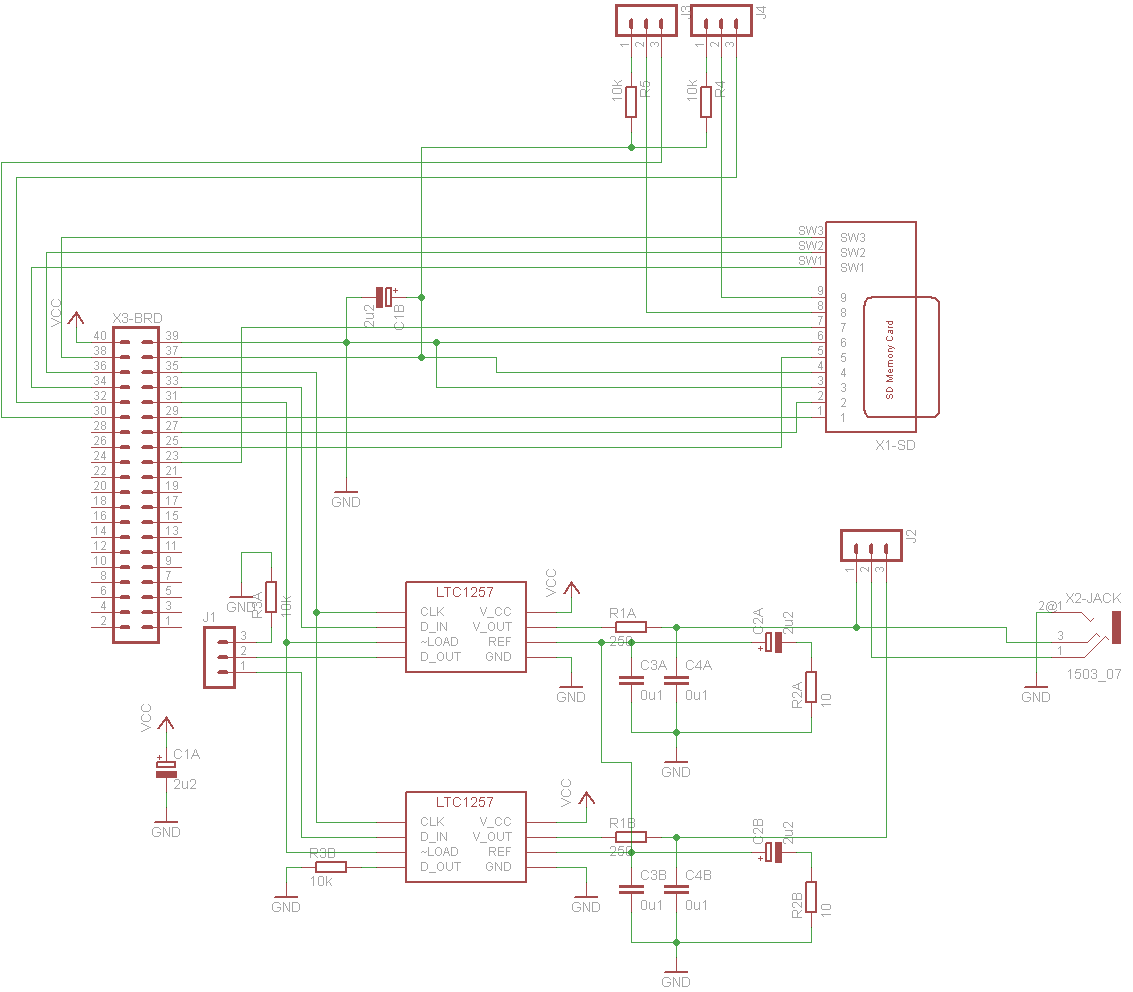 J3 J4
1 2 3 1 2 3
10k R5 10k R4
SW3 SW3
SW2 SW2
SW1 SW1
9 9
8 8
7 7
6 6
5 5
4 4
3 3
2 2
1 1
SD Memory Card
X1-SD
2u2 C1B
GND
VCC X3-BRD
40 39
38 37
36 35
34 33
32 31
30 29
28 27
26 25
24 23
22 21
20 19
18 17
16 15
14 13
12 11
10 9
8 7
6 5
4 3
2 1
GND R3A 10k
J1
3
2
1
VCC
C1A
2u2
GND
LTC1257 VCC
CLK V_CC
D_IN V_OUT
~LOAD REF
D_OUT GND
GND
R1A
250
C3A C4A
0u1 0u1
C2A 2u2
R2A 10
GND
J2
1 2 3
X2-JACK
2@1
3
1
1503_07
GND
LTC1257 VCC
CLK V_CC
D_IN V_OUT
~LOAD REF
D_OUT GND
R3B
10k
GND
GND
R1B
250
C3B C4B
0u1 0u1
C2B 2u2
R2B 10
GND